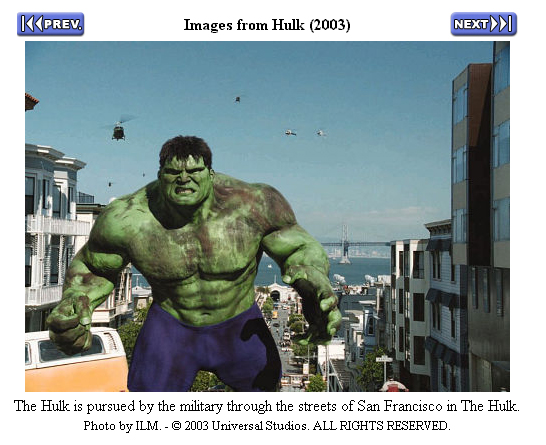 PREV.
Images from Hulk (2003)
NEXT
The Hulk is pursued by the military through the streets of San Francisco in The Hulk.
Photo by ILM. - © 2003 Universal Studios. ALL RIGHTS RESERVED.